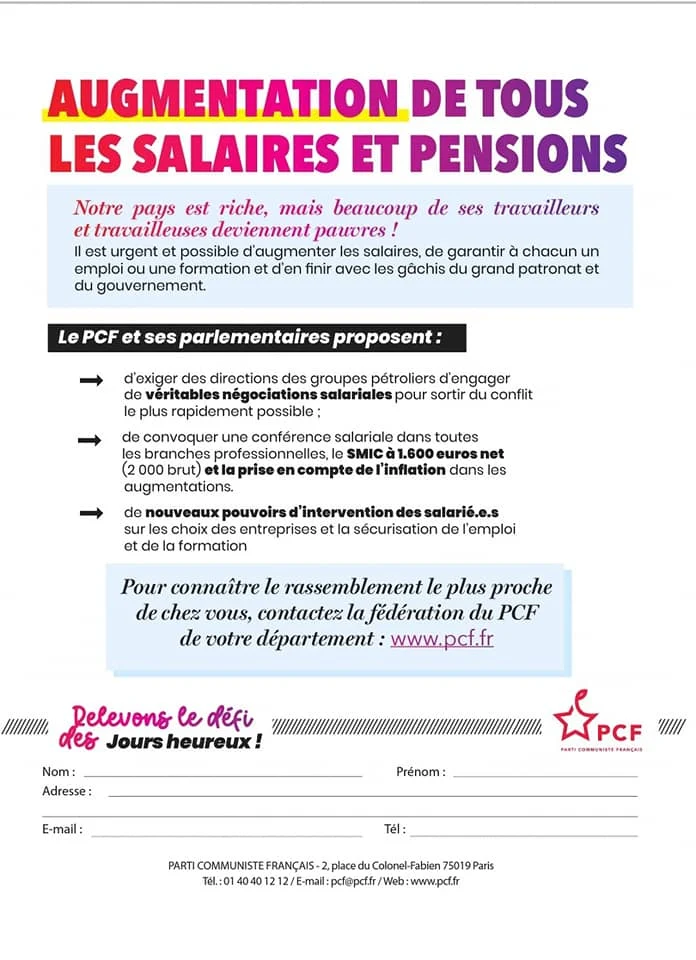 AUGMENTATION DE TOUS
LES SALAIRES ET PENSIONS
Notre pays est riche, mais beaucoup de ses travailleurs
et travailleuses deviennent pauvres !
Il est urgent et possible d'augmenter les salaires, de garantir à chacun un
emploi ou une formation et d'en finir avec les gâchis du grand patronat et
du gouvernement.
Le PCF et ses parlementaires proposent :
d'exiger des directions des groupes pétroliers d'engager
de véritables négociations salariales pour sortir du conflit
le plus rapidement possible ;
de convoquer une conférence salariale dans toutes
les branches professionnelles, le SMIC à 1.600 euros net
(2 000 brut) et la prise en compte de l'inflation dans les
augmentations.
de nouveaux pouvoirs d'intervention des salarié.e.s
sur les choix des entreprises et la sécurisation de l'emploi
et de la formation
Pour connaître le rassemblement le plus proche
de chez vous, contactez la fédération du PCF
de votre département : www.pcf.fr
Relevons le défi
des Jours heureux !
PCF
PARTI COMMUNISTE FRANÇAIS
Nom : Prénom :
Adresse :
E-mail : Tél :
PARTI COMMUNISTE FRANÇAIS - 2, place du Colonel-Fabien 75019 Paris
Tél. : 01 40 40 12 12 / E-mail : pcf@pcf.fr / Web : www.pcf.fr